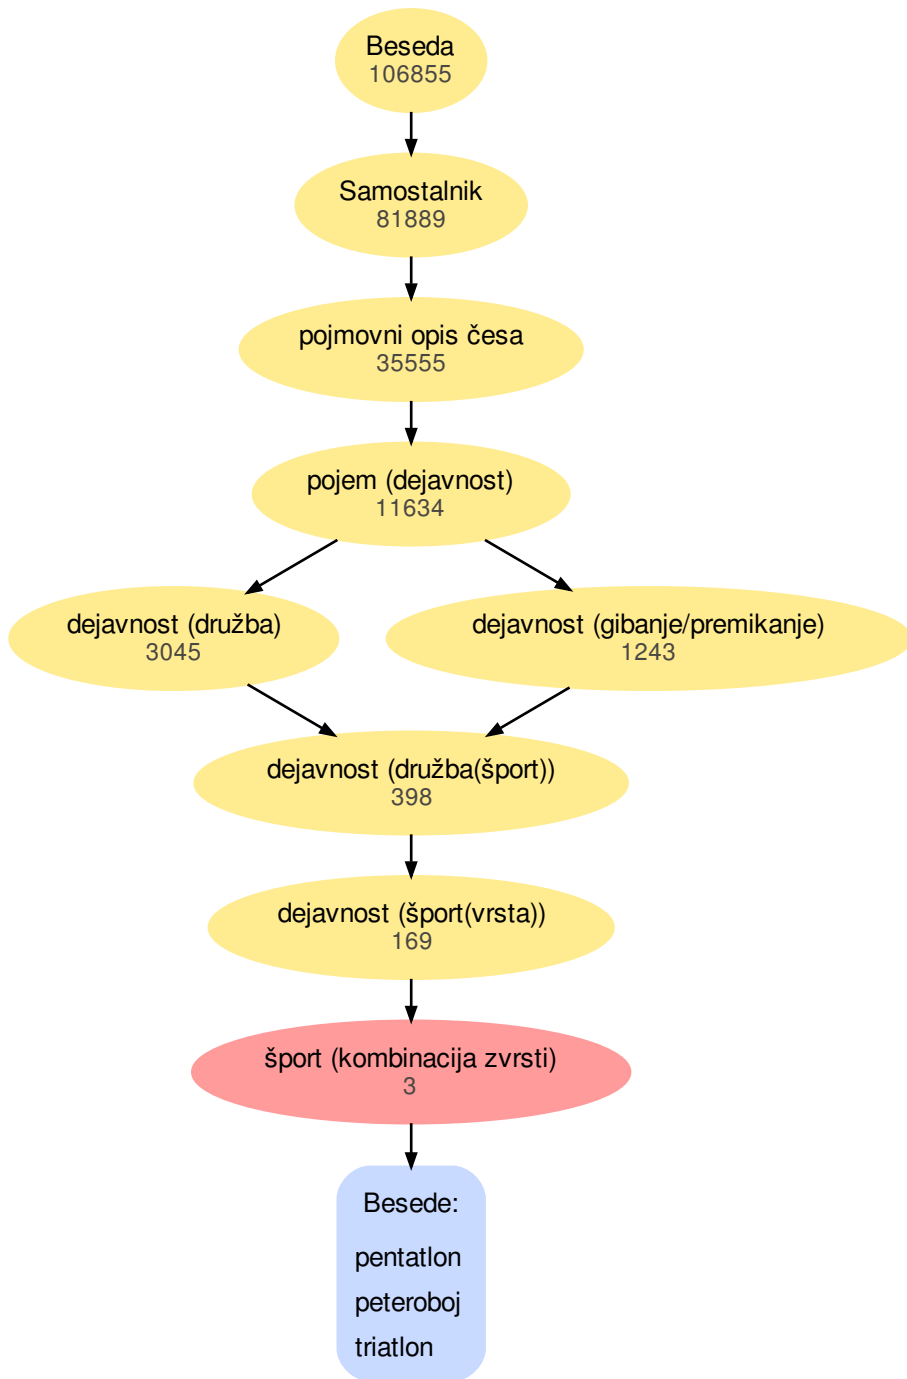 Beseda
106855
Samostalnik
81889
pojmovni opis česa
35555
pojem (dejavnost)
11634
dejavnost (družba)
3045
dejavnost (gibanje/premikanje)
1243
dejavnost (družba(šport))
398
dejavnost (šport(vrsta))
169
šport (kombinacija zvrsti)
3
Besede:
pentatlon
peteroboj
triatlon